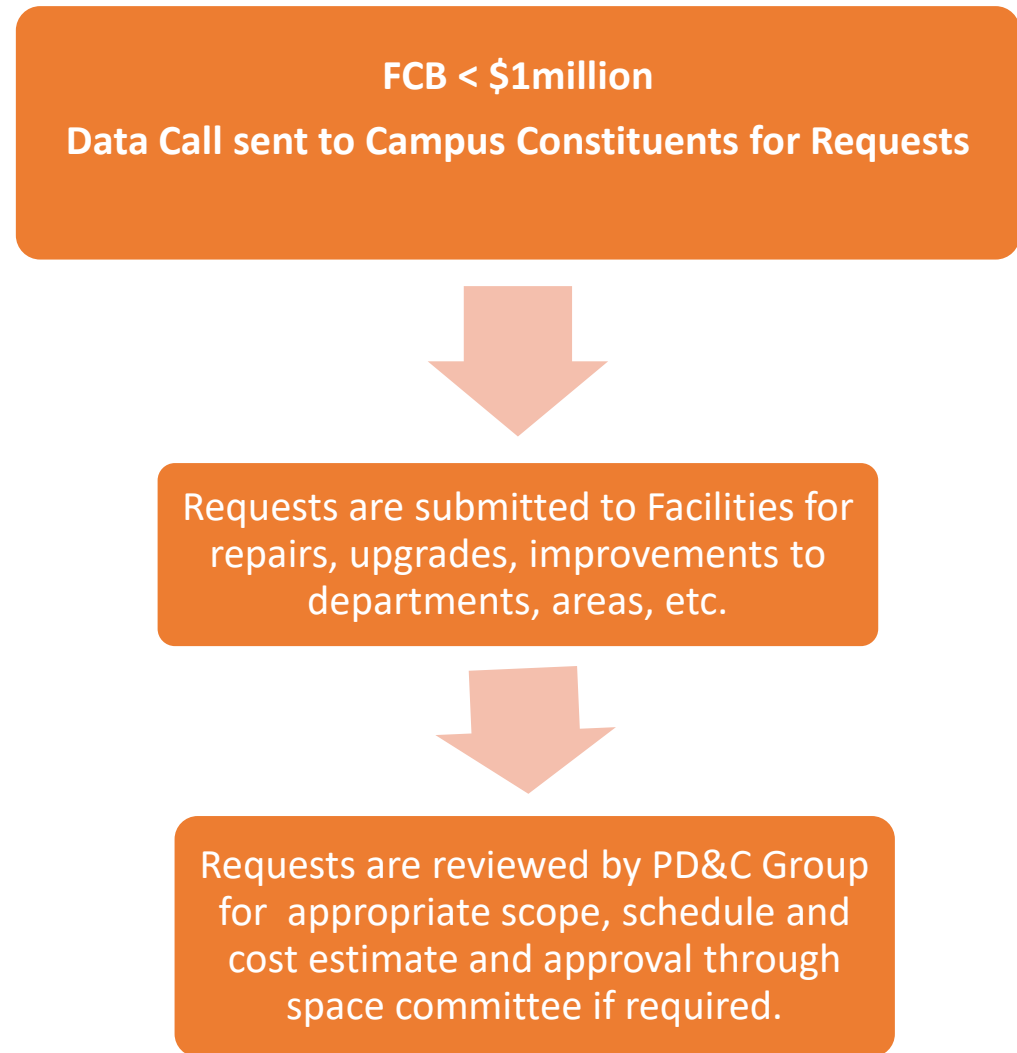 FCB < $1million
Data Call sent to Campus Constituents for Requests
Requests are submitted to Facilities for
repairs, upgrades, improvements to
departments, areas, etc.
Requests are reviewed by PD&C Group
for  appropriate scope, schedule and
cost estimate and approval through
space committee if required.